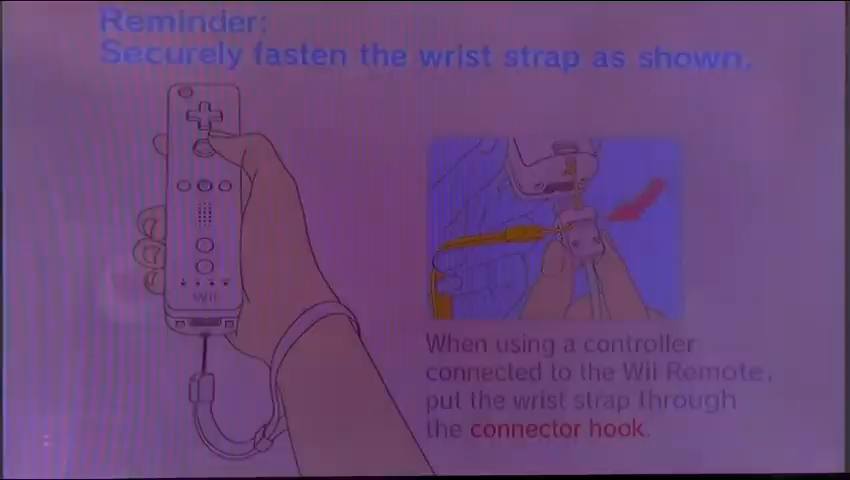 Reminder:
Securely fasten the wrist strap as shown.
Wii
When using a controller
connected to the Wii Remote,
put the wrist strap through
the connector hook.